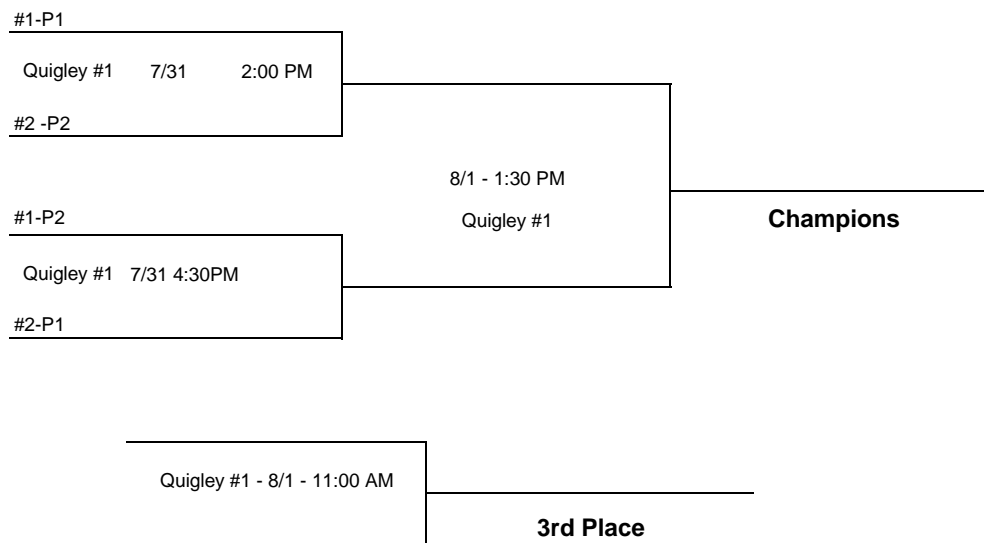 #1-P1
Quigley #1 7/31 2:00 PM
#2 -P2
8/1 - 1:30 PM
#1-P2
Quigley #1
Champions
Quigley #1 7/31 4:30PM
#2-P1
Quigley #1 - 8/1 - 11:00 AM
3rd Place